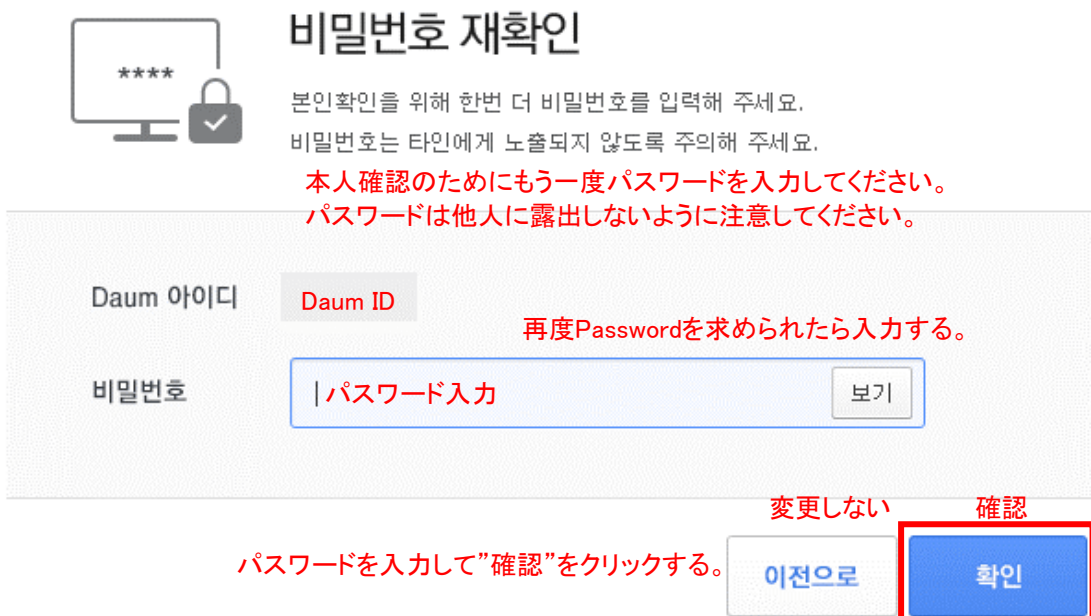 비밀번호 재확인
****
본인확인을 위해 한번 더 비밀번호를 입력해 주세요.
비밀번호는 타인에게 노출되지 않도록 주의해 주세요.
本人確認のためにもう一度パスワードを入力してください。
パスワードは他人に露出しないように注意してください。
Daum 아이디 Daum ID
再度Passwordを求められたら入力する。
비밀번호 パスワード入力 보기
変更しない 確認
パスワードを入力して”確認”をクリックする。 이전으로 확인